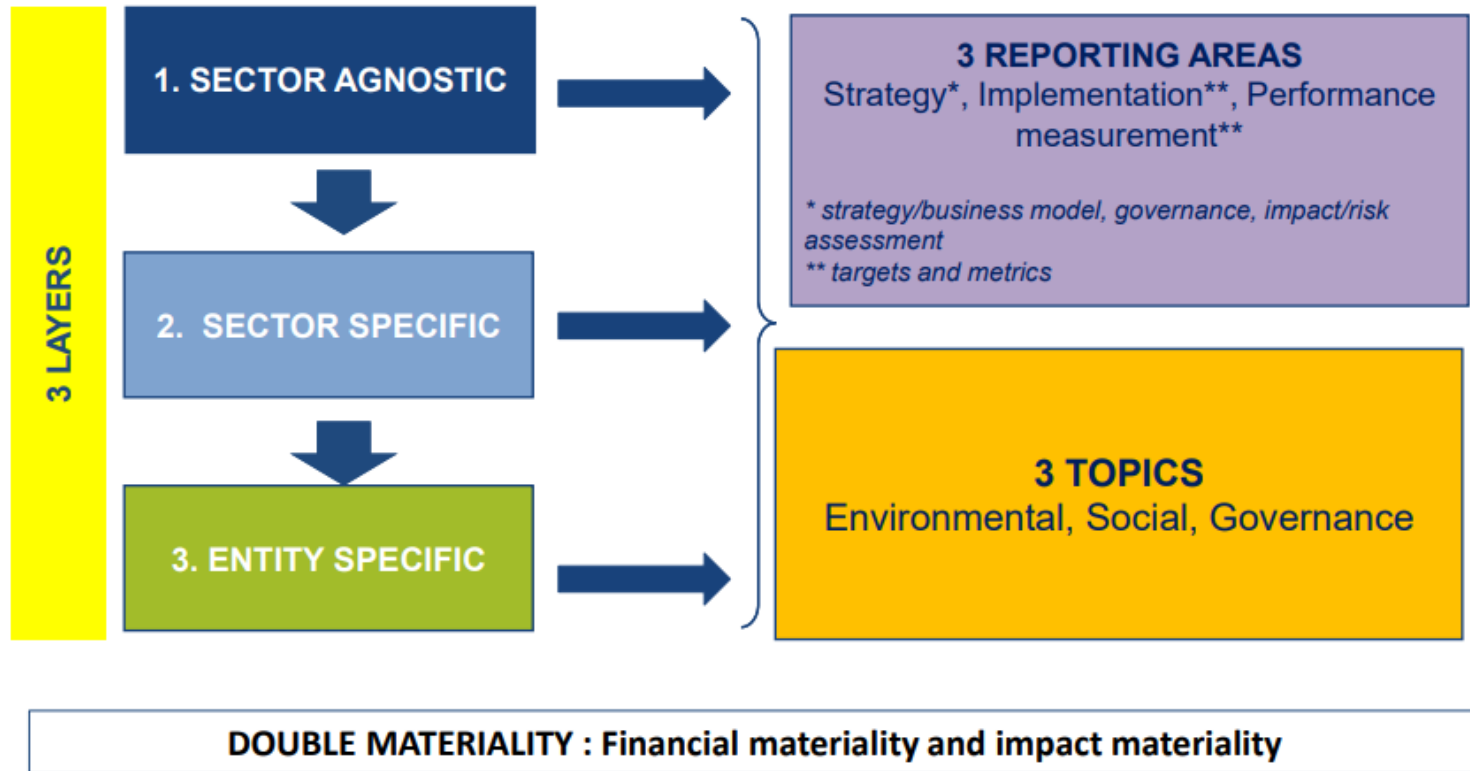 3 LAYERS
1. SECTOR AGNOSTIC
2. SECTOR SPECIFIC
3. ENTITY SPECIFIC
3 REPORTING AREAS
Strategy*, Implementation**, Performance
measurement**
* strategy/business model, governance, impact/risk
assessment
** targets and metrics
3 TOPICS
Environmental, Social, Governance
DOUBLE MATERIALITY : Financial materiality and impact materiality